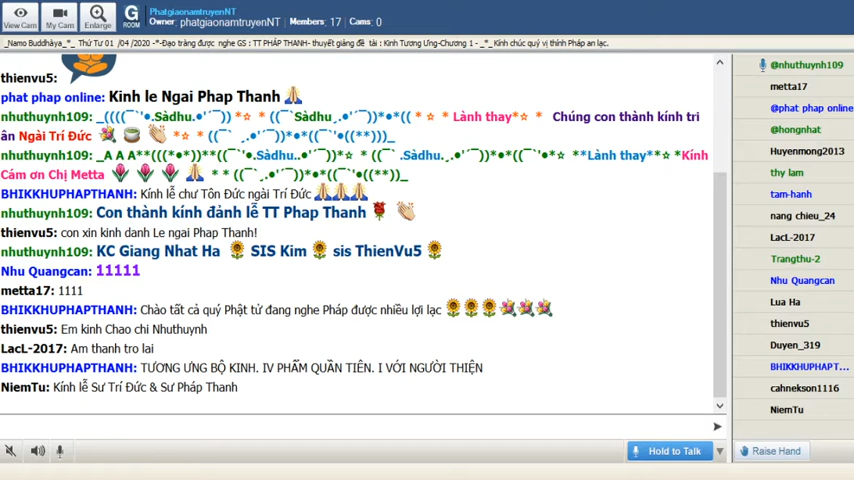 View Cam
My Cam
Enlarge
G
ROOM
PhatgiaonamtruyenNT
Owner: phatgiaonamtruyenNT Members: 17 Cams: 0
_Namo Buddhàya_*_ Thứ Tư 01 /04 /2020 -*-Đạo tràng được nghe GS : TT PHÁP THANH- thuyết giảng đề tài : Kinh Tương Ưng-Chương 1 - _*_ Kính chúc quý vị thính Pháp an lạc.
thienvu5:
phat phap online: Kinh le Ngai Phap Thanh
nhuthuynh109: _((((¯`'•.Sàdhu.•'´¯)) *☆ * ((¯`Sàdhu¸.•'´¯))*•*(( * ☆ * Lành thay*☆ * Chúng con thành kính tri
ân Ngài Trí Đức *☆ * ((¯` ¸.•'´¯))*•*((¯`•((**)))_
nhuthuynh109: _A A A**(((*•*))**((¯`'•.Sàdhu..•'´¯))*☆ * ((¯`.Sàdhu¸.•'´¯))*•*((¯`•*☆ **Lành thay**☆ *Kính
Cám ơn Chị Metta * * ((¯` ¸.•'´¯))*•*((¯`•((**))_
BHIKKHUPHAPTHANH: Kính lễ chư Tôn Đức ngài Trí Đức
nhuthuynh109: Con thành kính đảnh lễ TT Phap Thanh
thienvu5: con xin kinh danh Le ngai Phap Thanh!
nhuthuynh109: KC Giang Nhat Ha SIS Kim sis ThienVu5
Nhu Quangcan: 11111
metta17: 1111
BHIKKHUPHAPTHANH: Chào tất cả quý Phật tử đang nghe Pháp được nhiều lợi lạc
thienvu5: Em kinh Chao chi Nhuthuynh
LacL-2017: Am thanh tro lai
BHIKKHUPHAPTHANH: TƯƠNG ƯNG BỘ KINH. IV PHẨM QUẦN TIÊN. I VỚI NGƯỜI THIỆN
NiemTu: Kính lễ Sư Trí Đức & Sư Pháp Thanh
Hold to Talk
@nhuthuynh109
metta17
@phat phap online
@hongnhat
Huyenmong2013
thy lam
tam-hanh
nang chieu_24
LacL-2017
Trangthu-2
Nhu Quangcan
Lua Ha
thienvu5
Duyen_319
BHIKKHUPHAPT...
cahnekson1116
NiemTu
Raise Hand